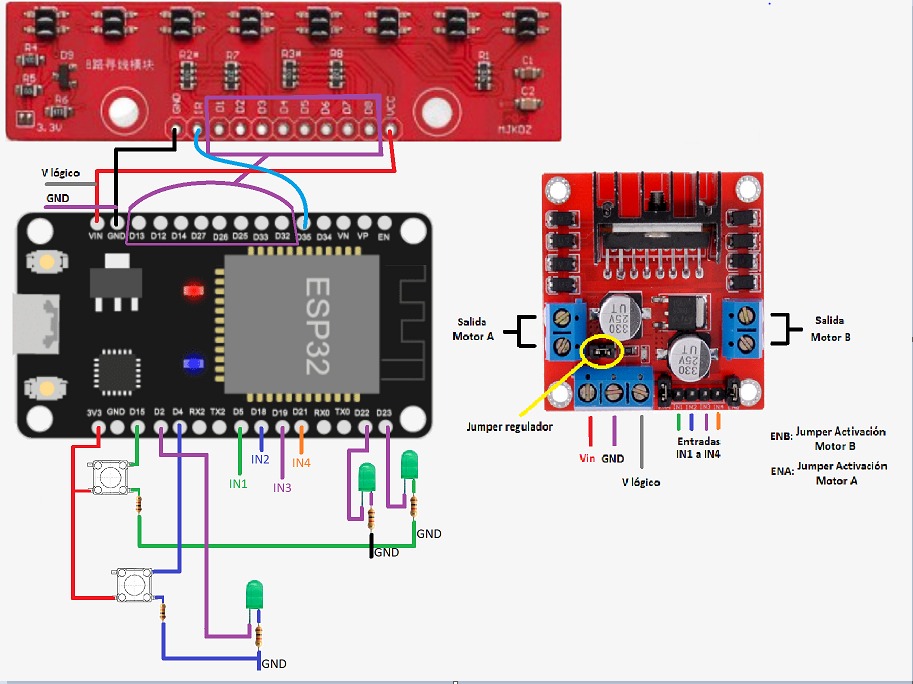 R4
D9
8路寻线模块
R5
R6
3.3V
R2*
R7
R3*
R8
R1
C1
C2
MJKDZ
GND
IR
D1
D2
D3
D4
D5
D6
D7
D8
VCC
V lógico
GND
VIN GND D13 D12 D14 D27 D26 D25 D33 D32 D35 D34 VN VP EN
ESP32
3V3 GND D15 D2 D4 RX2 TX2 D5 D18 D19 D21 RX0 TX0 D22 D23
IN1
IN2
IN3
IN4
GND
GND
GND
330
25V
UT
330
25V
UT
Salida
Motor A
Salida
Motor B
Jumper regulador
IN1 IN2 IN3 IN4
Vin GND
V lógico
Entradas
IN1 a IN4
ENB: Jumper Activación
Motor B
ENA: Jumper Activación
Motor A